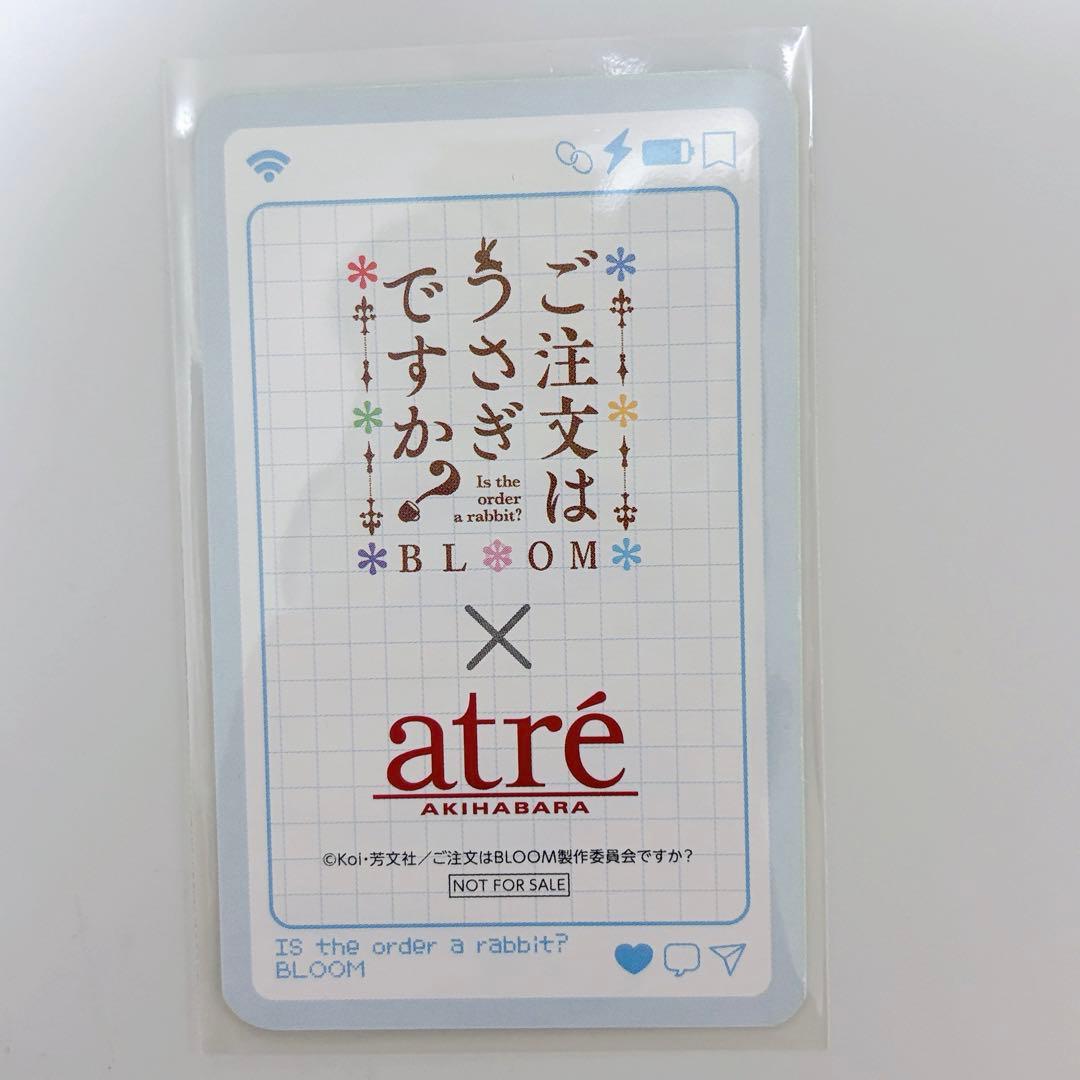 ご注文は
うさぎ
ですか?
Is the
order
a rabbit?
BLOOM
×
atré
AKIHABARA
©Koi・芳文社／ご注文はBLOOM製作委員会ですか？
NOT FOR SALE
IS the order a rabbit?
BLOOM